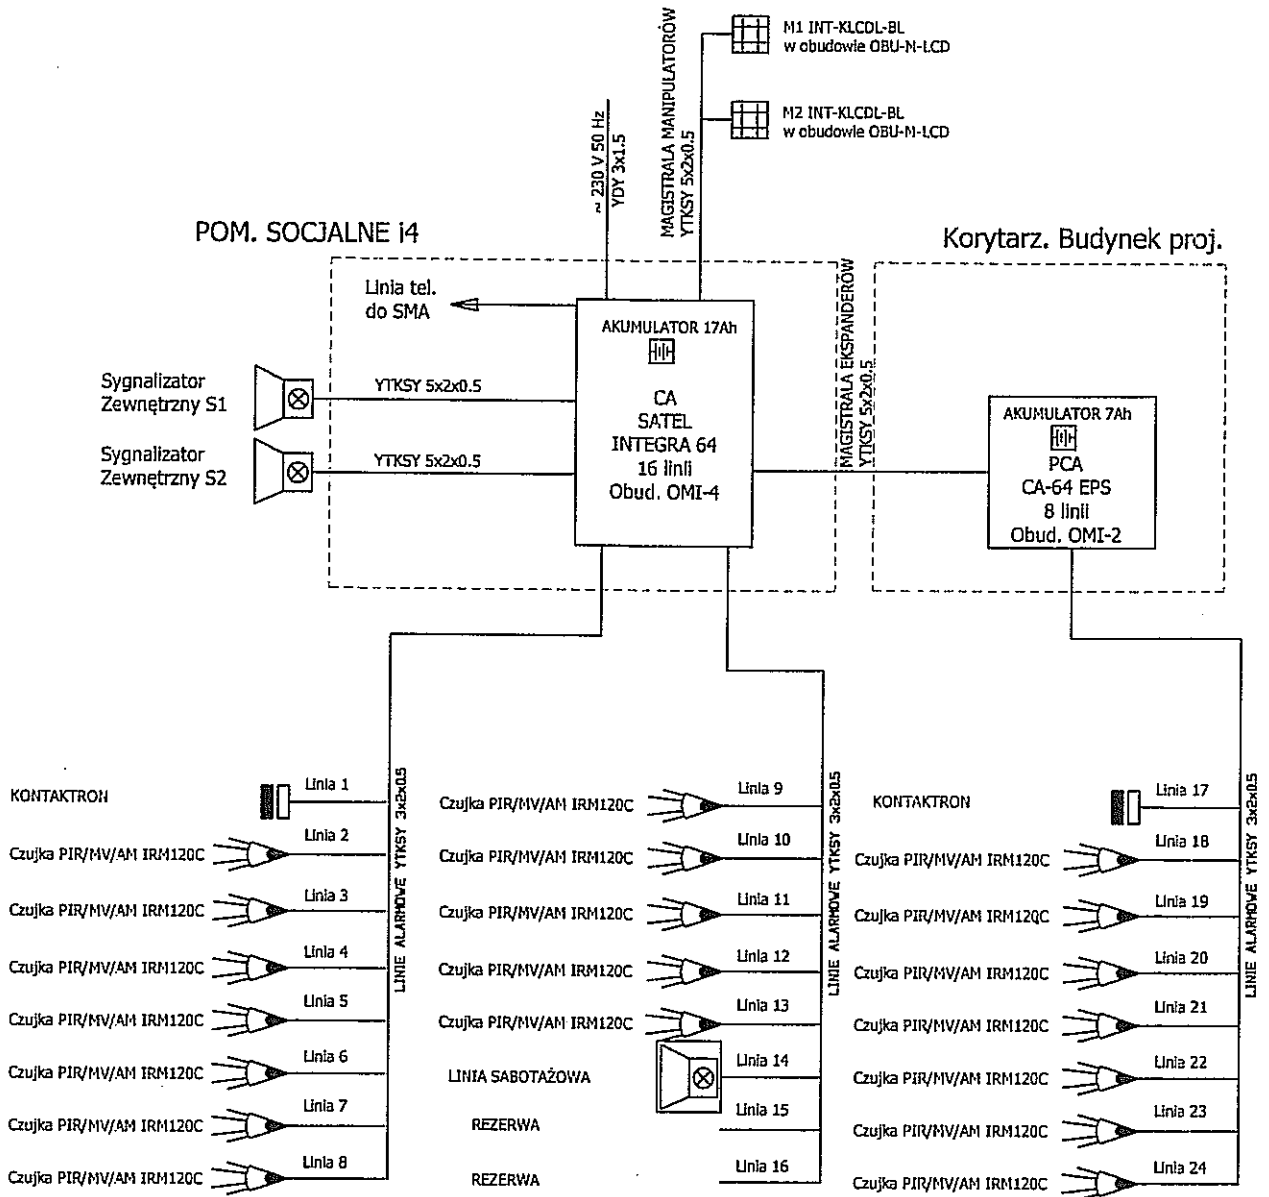 M1 INT-KLCDL-BL
w obudowie OBU-M-LCD
M2 INT-KLCDL-BL
w obudowie OBU-M-LCD
MAGISTRALA MANIPULATORÓW
YTKSY 5x2x0.5
~ 230 V 50 Hz
YDY 3x1.5
POM. SOCJALNE i4
Korytarz. Budynek proj.
Linia tel.
do SMA
AKUMULATOR 17Ah
CA
SATEL
INTEGRA 64
16 linii
Obud. OMI-4
MAGISTRALA EKSPANDERÓW
YTKSY 5x2x0.5
AKUMULATOR 7Ah
PCA
CA-64 EPS
8 linii
Obud. OMI-2
Sygnalizator
Zewnętrzny S1
YTKSY 5x2x0.5
Sygnalizator
Zewnętrzny S2
YTKSY 5x2x0.5
KONTAKTRON
Linia 1
Czujka PIR/MV/AM IRM120C
Linia 2
Czujka PIR/MV/AM IRM120C
Linia 3
Czujka PIR/MV/AM IRM120C
Linia 4
Czujka PIR/MV/AM IRM120C
Linia 5
Czujka PIR/MV/AM IRM120C
Linia 6
Czujka PIR/MV/AM IRM120C
Linia 7
Czujka PIR/MV/AM IRM120C
Linia 8
LINIE ALARMOWE YTKSY 3x2x0.5
Czujka PIR/MV/AM IRM120C
Linia 9
Czujka PIR/MV/AM IRM120C
Linia 10
Czujka PIR/MV/AM IRM120C
Linia 11
Czujka PIR/MV/AM IRM120C
Linia 12
Czujka PIR/MV/AM IRM120C
Linia 13
LINIA SABOTAŻOWA
Linia 14
REZERWA
Linia 15
REZERWA
Linia 16
LINIE ALARMOWE YTKSY 3x2x0.5
KONTAKTRON
Linia 17
Czujka PIR/MV/AM IRM120C
Linia 18
Czujka PIR/MV/AM IRM120C
Linia 19
Czujka PIR/MV/AM IRM120C
Linia 20
Czujka PIR/MV/AM IRM120C
Linia 21
Czujka PIR/MV/AM IRM120C
Linia 22
Czujka PIR/MV/AM IRM120C
Linia 23
Czujka PIR/MV/AM IRM120C
Linia 24
LINIE ALARMOWE YTKSY 3x2x0.5